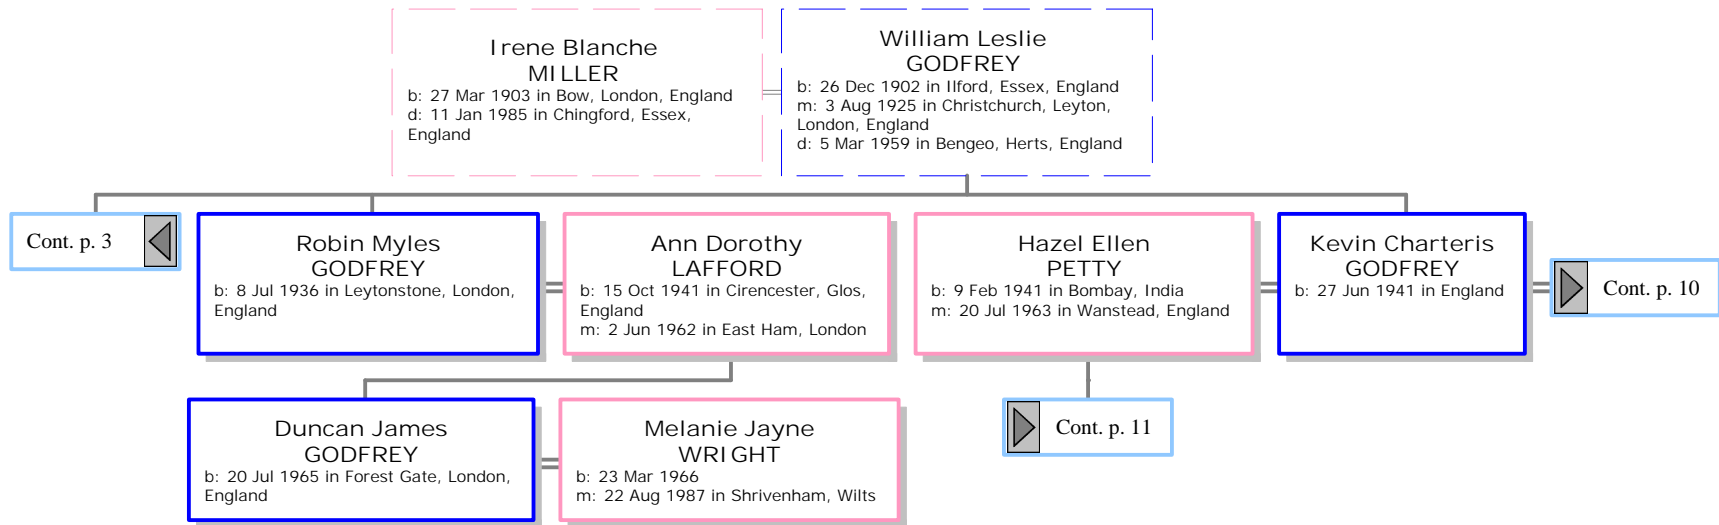 Irene Blanche
MILLER
b: 27 Mar 1903 in Bow, London, England
d: 11 Jan 1985 in Chingford, Essex,
England
William Leslie
GODFREY
b: 26 Dec 1902 in Ilford, Essex, England
m: 3 Aug 1925 in Christchurch, Leyton,
London, England
d: 5 Mar 1959 in Bengeo, Herts, England
Cont. p. 3
Robin Myles
GODFREY
b: 8 Jul 1936 in Leytonstone, London,
England
Ann Dorothy
LAFFORD
b: 15 Oct 1941 in Cirencester, Glos,
England
m: 2 Jun 1962 in East Ham, London
Hazel Ellen
PETTY
b: 9 Feb 1941 in Bombay, India
m: 20 Jul 1963 in Wanstead, England
Kevin Charteris
GODFREY
b: 27 Jun 1941 in England
Cont. p. 10
Duncan James
GODFREY
b: 20 Jul 1965 in Forest Gate, London,
England
Melanie Jayne
WRIGHT
b: 23 Mar 1966
m: 22 Aug 1987 in Shrivenham, Wilts
Cont. p. 11